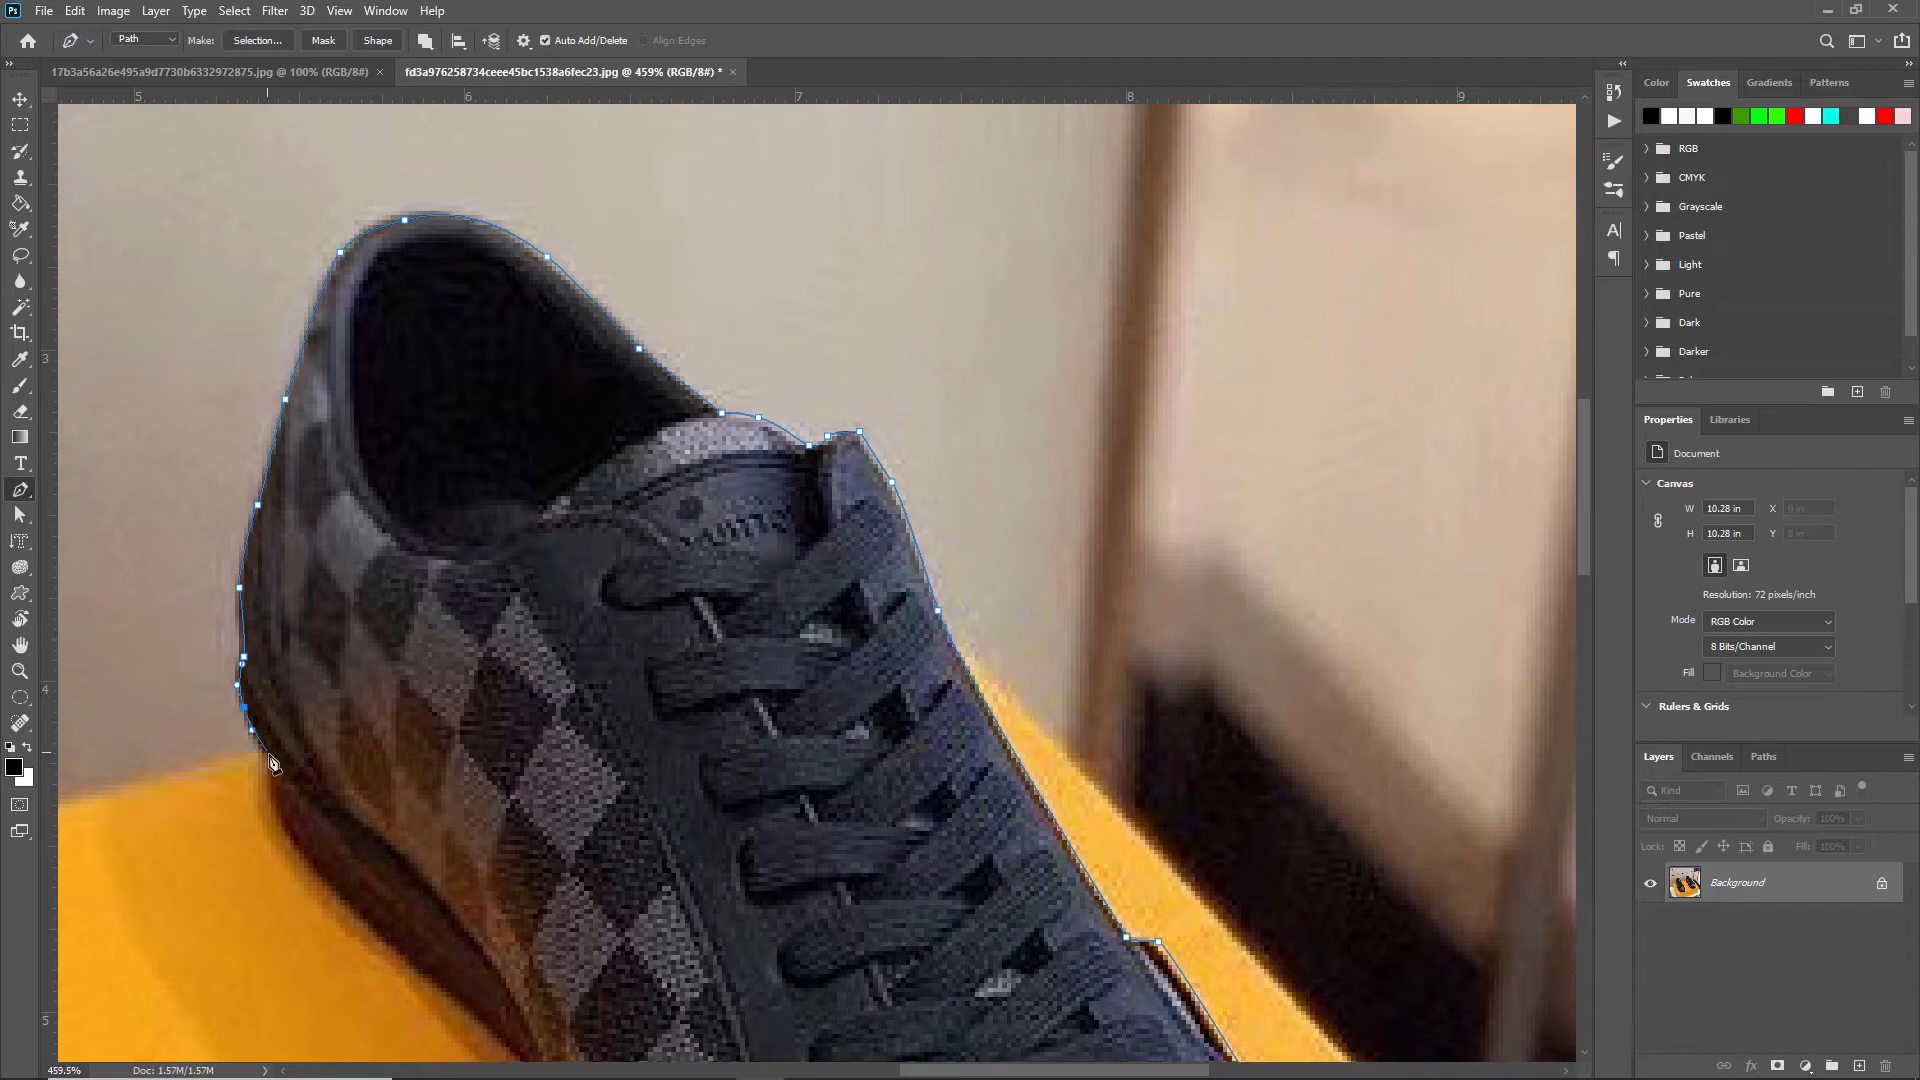 Ps File Edit Image Layer Type Select Filter 3D View Window Help
Path Make: Selection... Mask Shape Auto Add/Delete Align Edges
17b3a56a26e495a9d7730b6332972875.jpg @ 100% (RGB/8#) × fd3a976258734ceee45bc1538a6fec23.jpg @ 459% (RGB/8#) * ×
5 6 7 8 9
3
4
5
Color Swatches Gradients Patterns
RGB
CMYK
Grayscale
Pastel
Light
Pure
Dark
Darker
Properties Libraries
Document
Canvas
W 10.28 in X 0 in
H 10.28 in Y 0 in
Resolution: 72 pixels/inch
Mode RGB Color
8 Bits/Channel
Fill Background Color
Rulers & Grids
Layers Channels Paths
Kind
Normal Opacity: 100%
Lock: Fill: 100%
Background
fx
459.5% Doc: 1.57M/1.57M